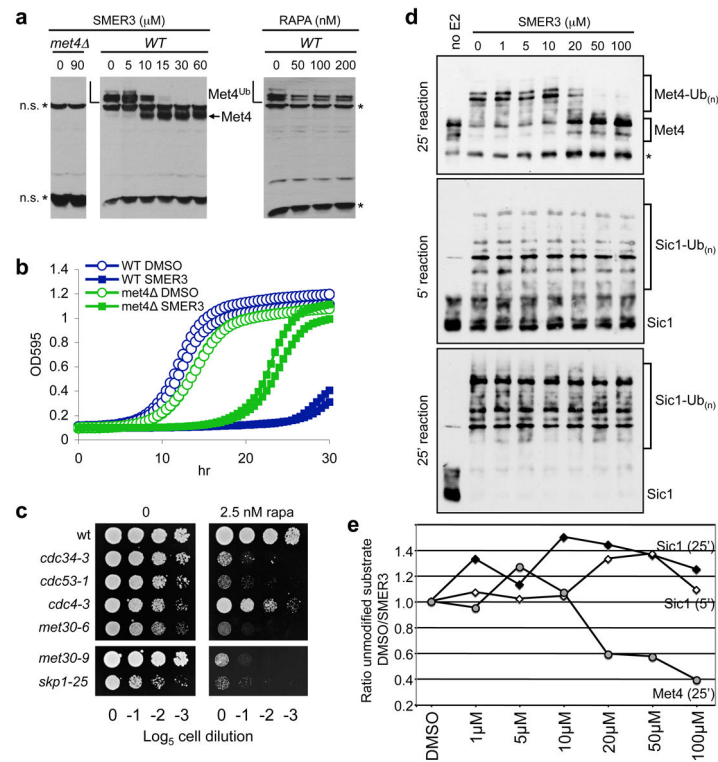 a
SMER3 (µM)
RAPA (nM)
met4Δ
WT
WT
0 90
0 5 10 15 30 60
0 50 100 200
n.s. *
Met4Ub
*
Met4
n.s. *
*
b
WT DMSO
WT SMER3
met4Δ DMSO
met4Δ SMER3
OD595
1.4
1.2
1
0.8
0.6
0.4
0.2
0
0 10 20 30
hr
c
0
2.5 nM rapa
wt
cdc34-3
cdc53-1
cdc4-3
met30-6
met30-9
skp1-25
0 -1 -2 -3
0 -1 -2 -3
Log5 cell dilution
d
no E2
SMER3 (µM)
0 1 5 10 20 50 100
25' reaction
Met4-Ub(n)
Met4
*
5' reaction
Sic1-Ub(n)
Sic1
25' reaction
Sic1-Ub(n)
Sic1
e
Ratio unmodified substrate
DMSO/SMER3
1.4
1.2
1.0
0.8
0.6
0.4
0.2
Sic1 (25')
Sic1 (5')
Met4 (25')
DMSO
1µM
5µM
10µM
20µM
50µM
100µM